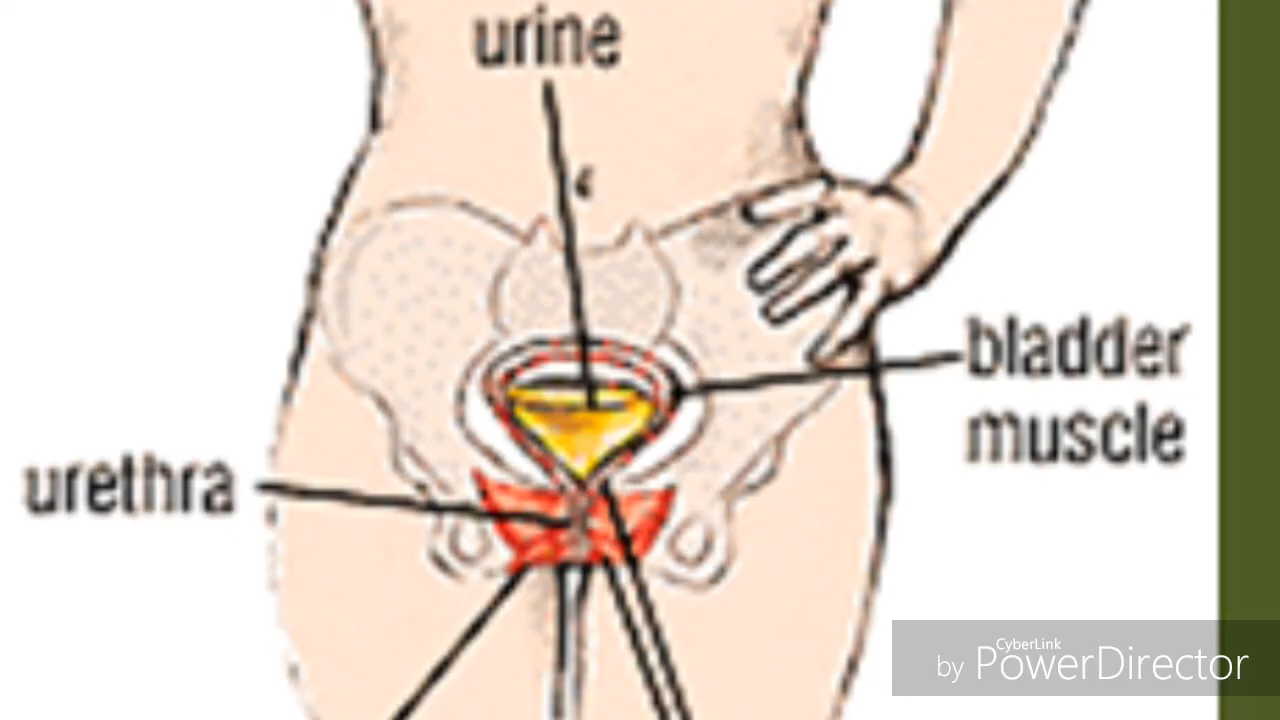 urine
bladder
muscle
urethra
CyberLink
by PowerDirector